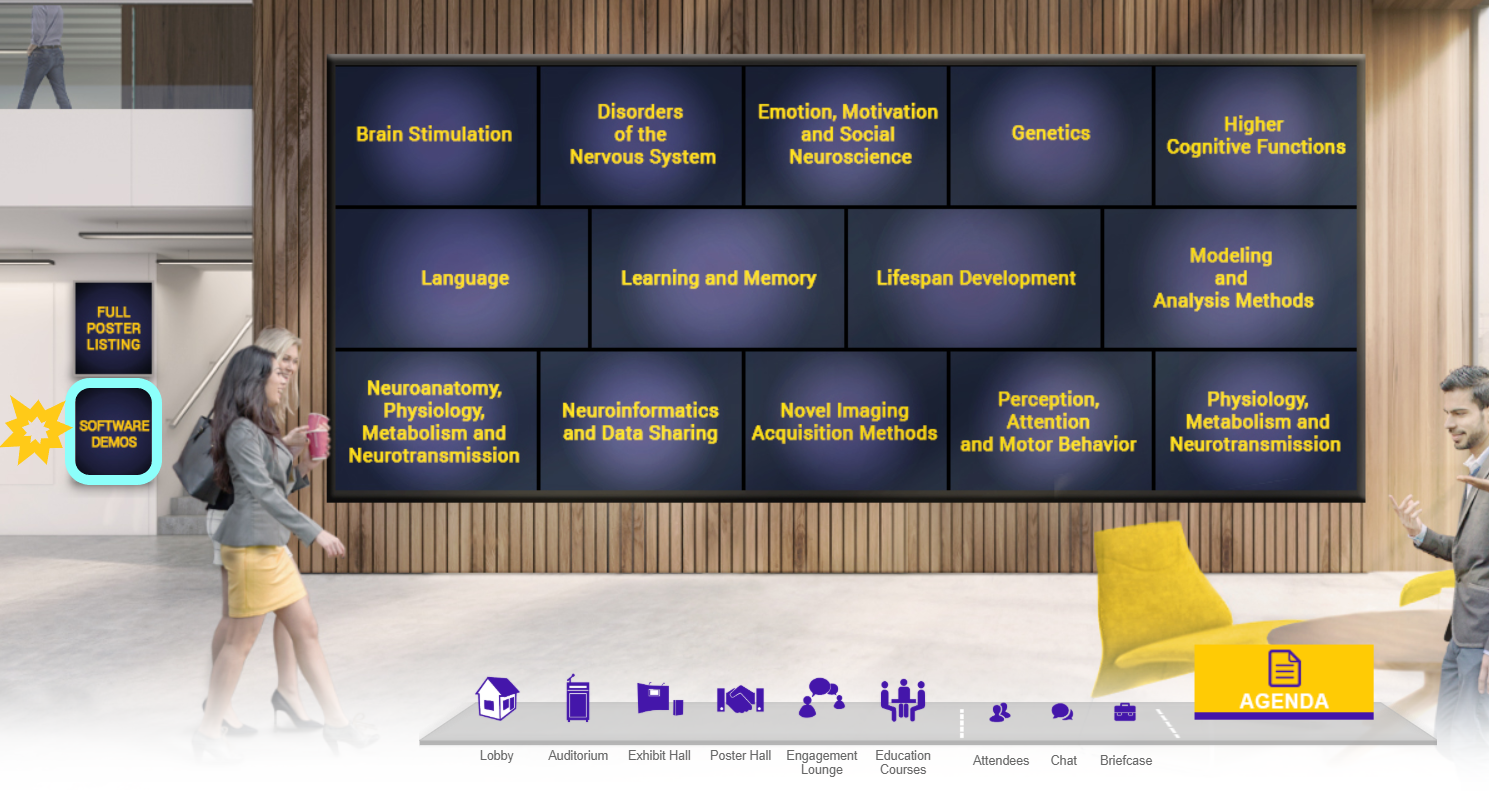 Brain Stimulation
Disorders
of the
Nervous System
Emotion, Motivation
and Social
Neuroscience
Genetics
Higher
Cognitive Functions
Language
Learning and Memory
Lifespan Development
Modeling
and
Analysis Methods
FULL
POSTER
LISTING
SOFTWARE
DEMOS
Neuroanatomy,
Physiology,
Metabolism and
Neurotransmission
Neuroinformatics
and Data Sharing
Novel Imaging
Acquisition Methods
Perception,
Attention
and Motor Behavior
Physiology,
Metabolism and
Neurotransmission
AGENDA
Lobby
Auditorium
Exhibit Hall
Poster Hall
Engagement
Lounge
Education
Courses
Attendees
Chat
Briefcase